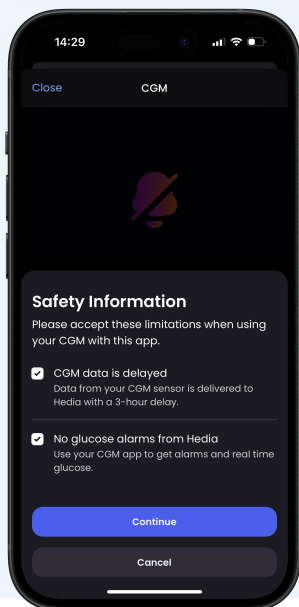 14:29
Close
CGM
Safety Information
Please accept these limitations when using
your CGM with this app.
CGM data is delayed
Data from your CGM sensor is delivered to
Hedia with a 3-hour delay.
No glucose alarms from Hedia
Use your CGM app to get alarms and real time
glucose.
Continue
Cancel